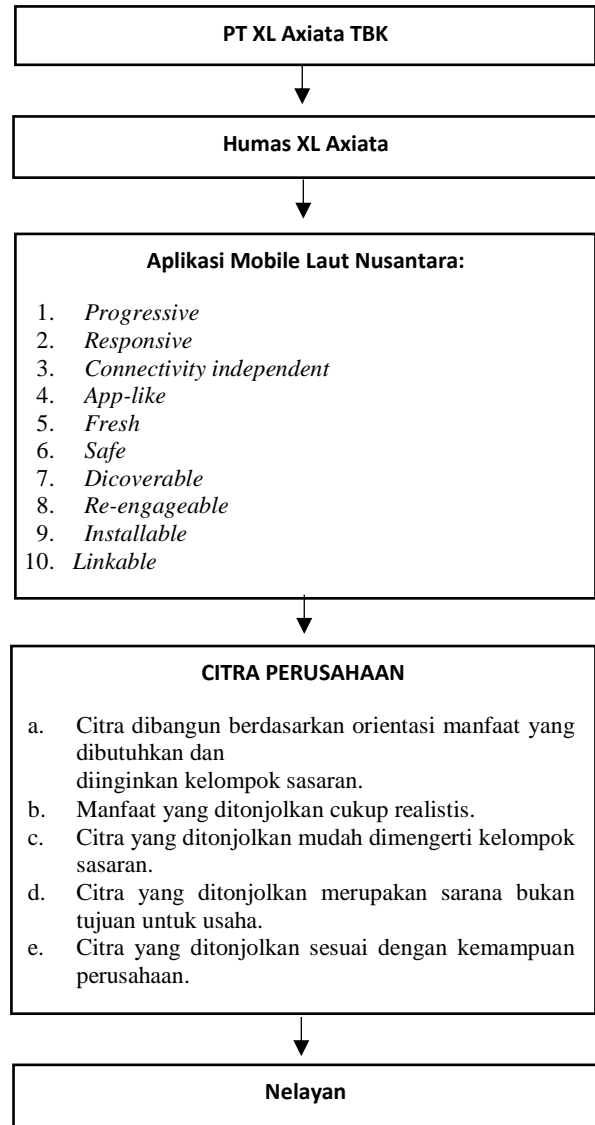 PT XL Axiata TBK
Humas XL Axiata
Aplikasi Mobile Laut Nusantara:
1. Progressive
2. Responsive
3. Connectivity independent
4. App-like
5. Fresh
6. Safe
7. Dicoverable
8. Re-engageable
9. Installable
10. Linkable
CITRA PERUSAHAAN
a. Citra dibangun berdasarkan orientasi manfaat yang
dibutuhkan dan
diinginkan kelompok sasaran.
b. Manfaat yang ditonjolkan cukup realistis.
c. Citra yang ditonjolkan mudah dimengerti kelompok
sasaran.
d. Citra yang ditonjolkan merupakan sarana bukan
tujuan untuk usaha.
e. Citra yang ditonjolkan sesuai dengan kemampuan
perusahaan.
Nelayan